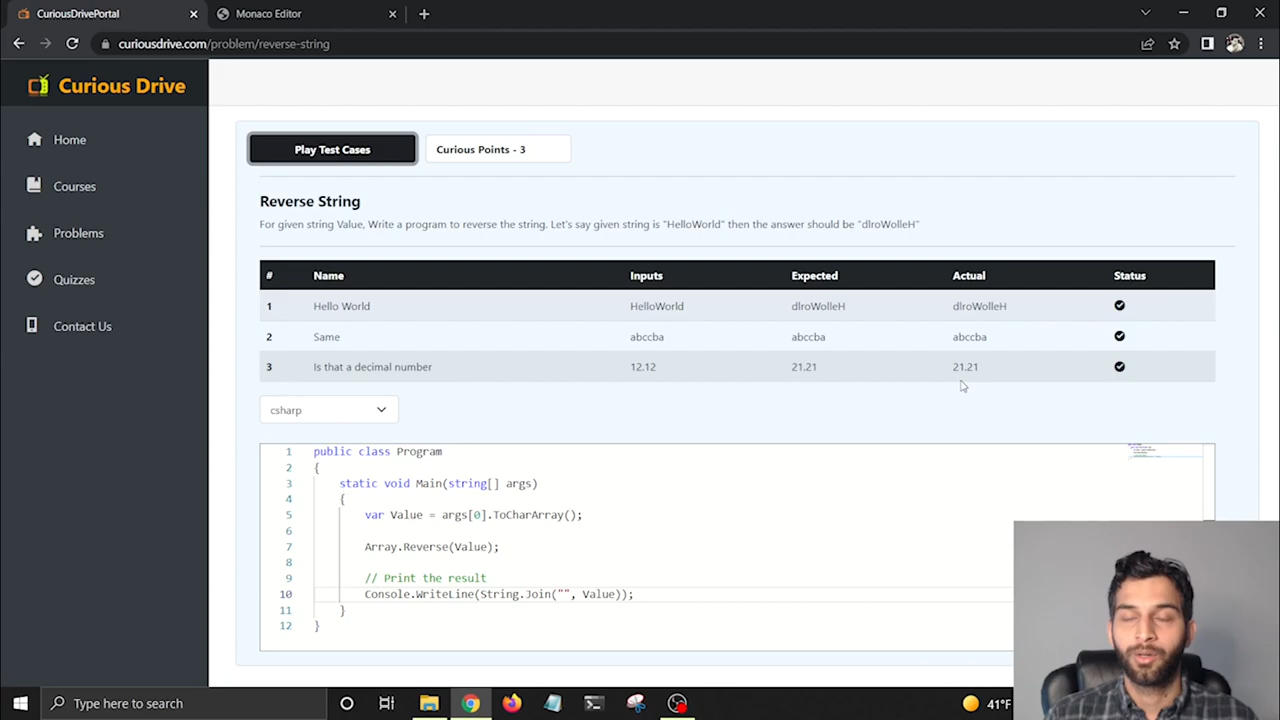 CuriousDrivePortal
Monaco Editor
curiousdrive.com/problem/reverse-string
Curious Drive
Home
Courses
Problems
Quizzes
Contact Us
Play Test Cases
Curious Points - 3
Reverse String
For given string Value, Write a program to reverse the string. Let's say given string is "HelloWorld" then the answer should be "dlroWolleH"
# Name Inputs Expected Actual Status
1 Hello World HelloWorld dlroWolleH dlroWolleH
2 Same abccba abccba abccba
3 Is that a decimal number 12.12 21.21 21.21
csharp
1 public class Program
2 {
3 static void Main(string[] args)
4 {
5 var Value = args[0].ToCharArray();
6
7 Array.Reverse(Value);
8
9 // Print the result
10 Console.WriteLine(String.Join("", Value));
11 }
12 }
Type here to search
41°F